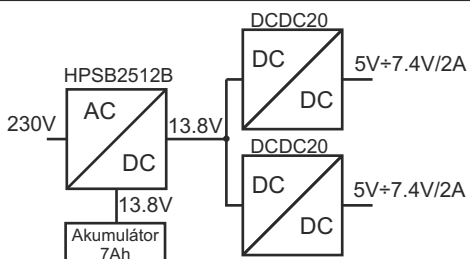 DCDC20
DC
DC
5V÷7.4V/2A
HPSB2512B
AC
DC
230V
13.8V
13.8V
Akumulátor
7Ah
DCDC20
DC
DC
5V÷7.4V/2A